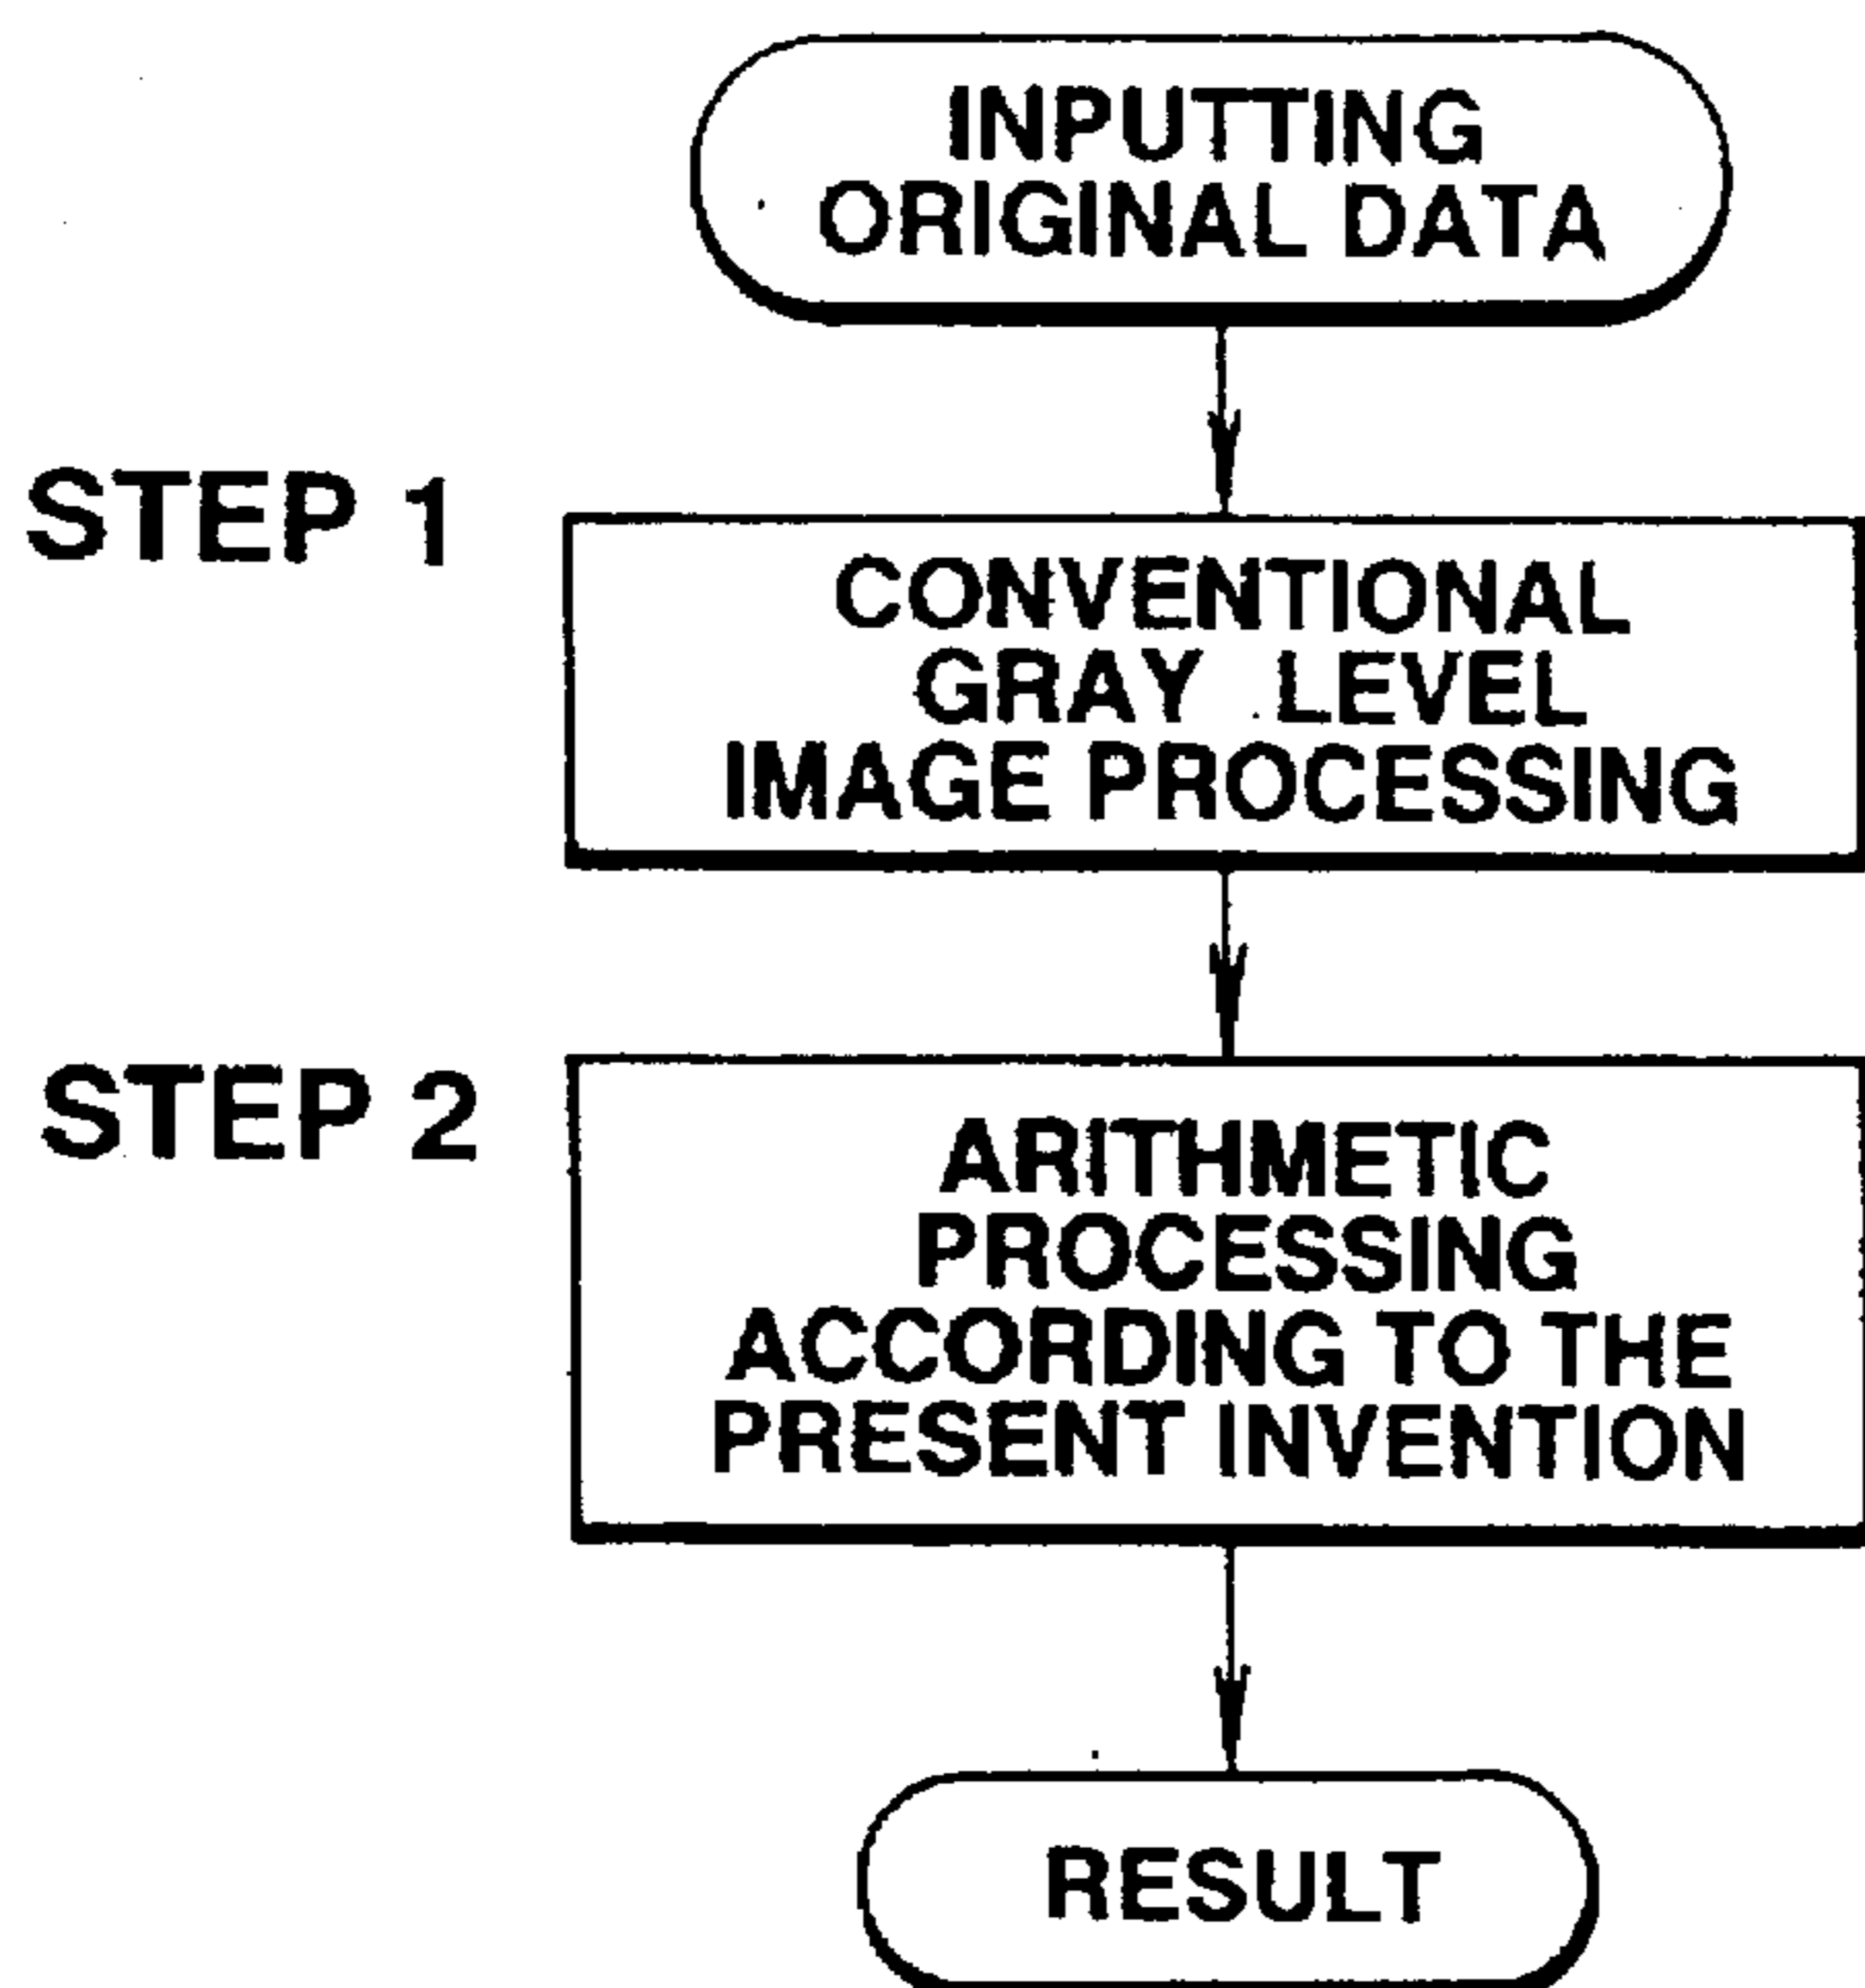 INPUTTING
ORIGINAL DATA
STEP 1
CONVENTIONAL
GRAY LEVEL
IMAGE PROCESSING
STEP 2
ARITHMETIC
PROCESSING
ACCORDING TO THE
PRESENT INVENTION
RESULT